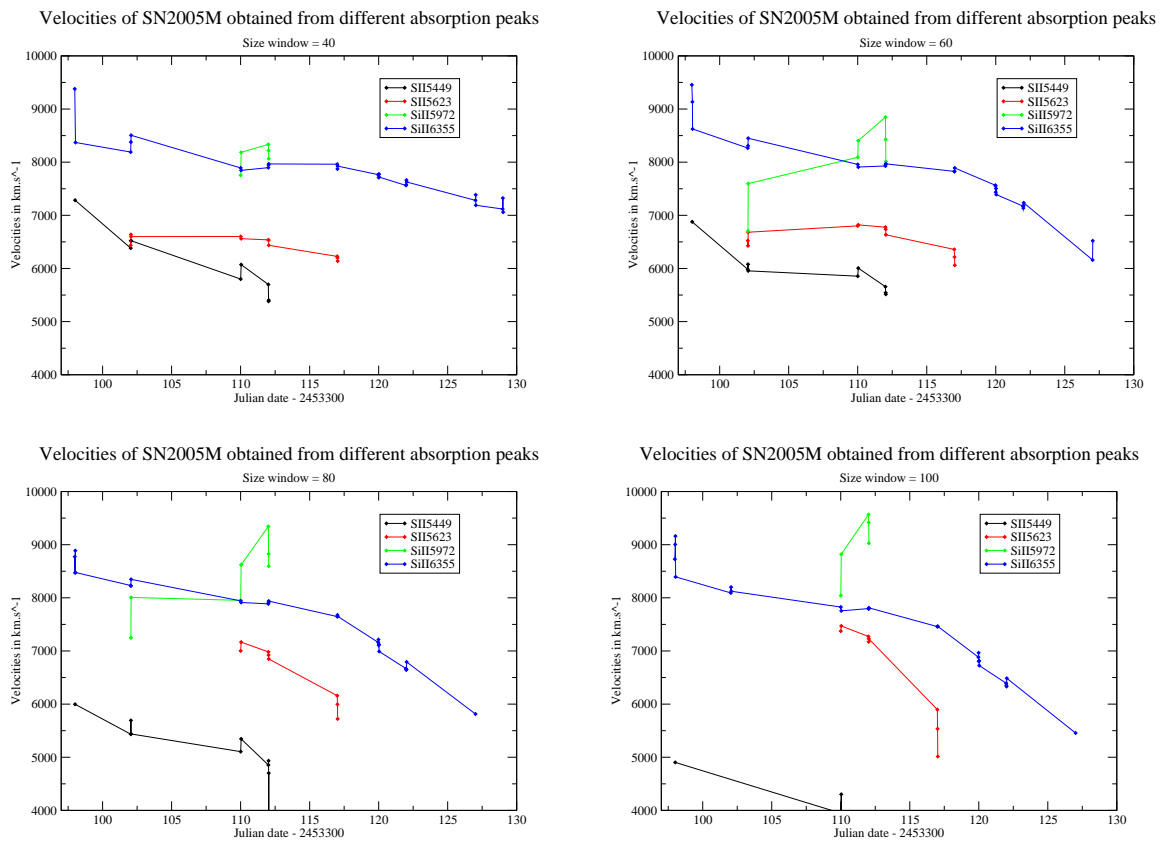 Velocities of SN2005M obtained from different absorption peaks
Size window = 40
10000
9000
8000
7000
6000
5000
4000
Velocities in km.s^-1
SII5449
SII5623
SiII5972
SiII6355
100 105 110 115 120 125 130
Julian date - 2453300
Velocities of SN2005M obtained from different absorption peaks
Size window = 60
10000
9000
8000
7000
6000
5000
4000
Velocities in km.s^-1
SII5449
SII5623
SiII5972
SiII6355
100 105 110 115 120 125 130
Julian date - 2453300
Velocities of SN2005M obtained from different absorption peaks
Size window = 80
10000
9000
8000
7000
6000
5000
4000
Velocities in km.s^-1
SII5449
SII5623
SiII5972
SiII6355
100 105 110 115 120 125 130
Julian date - 2453300
Velocities of SN2005M obtained from different absorption peaks
Size window = 100
10000
9000
8000
7000
6000
5000
4000
Velocities in km.s^-1
SII5449
SII5623
SiII5972
SiII6355
100 105 110 115 120 125 130
Julian date - 2453300